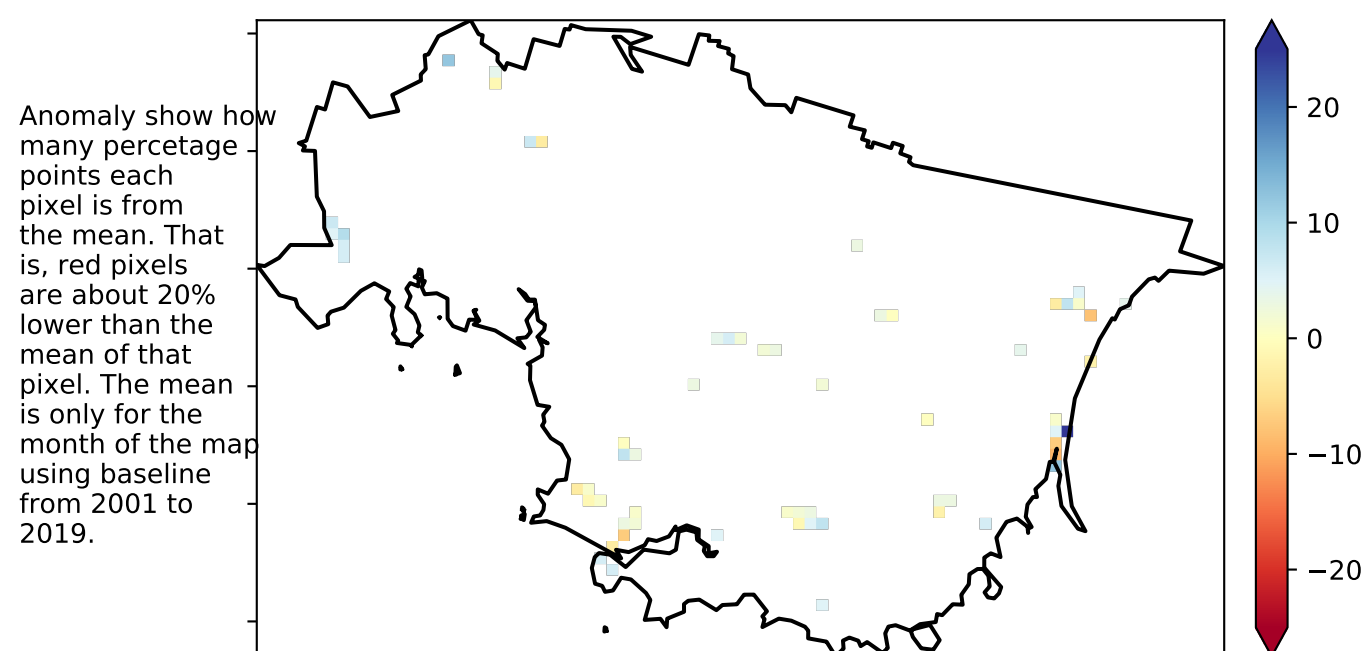 Anomaly show how
many percetage
points each
pixel is from
the mean. That
is, red pixels
are about 20%
lower than the
mean of that
pixel. The mean
is only for the
month of the map
using baseline
from 2001 to
2019.
20
10
0
−10
−20